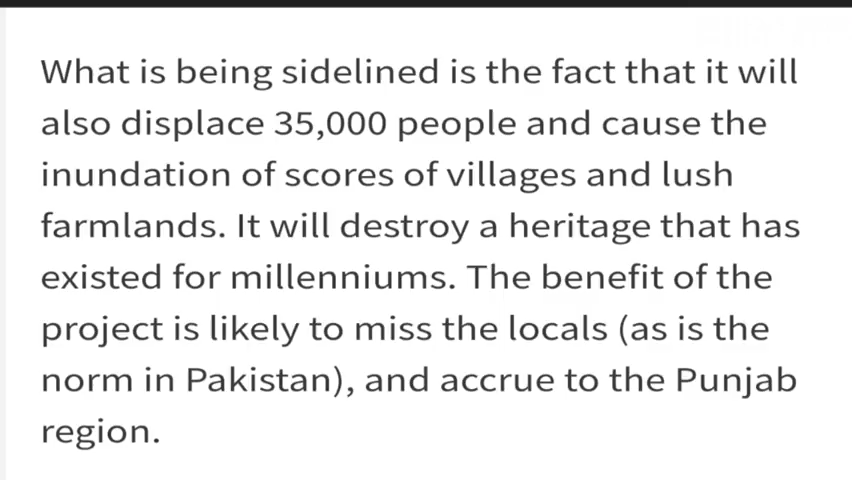 What is being sidelined is the fact that it will
also displace 35,000 people and cause the
inundation of scores of villages and lush
farmlands. It will destroy a heritage that has
existed for millenniums. The benefit of the
project is likely to miss the locals (as is the
norm in Pakistan), and accrue to the Punjab
region.